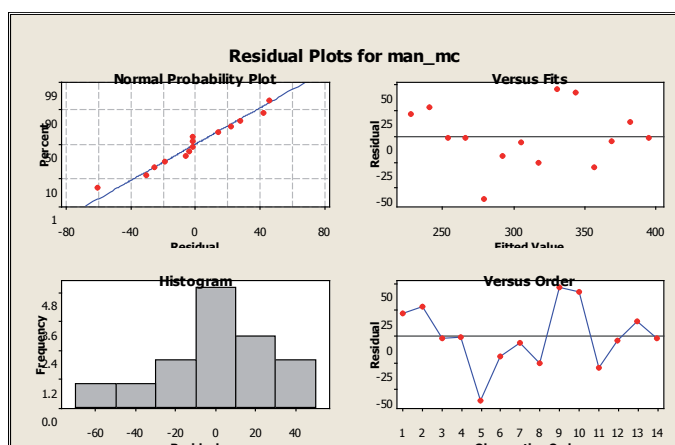 Residual Plots for man_mc
Normal Probability Plot
Percent
99
90
50
10
1
-80 -40 0 40 80
Residual
Versus Fits
Residual
50
25
0
-25
-50
250 300 350 400
Fitted Value
Histogram
Frequency
4.8
3.6
2.4
1.2
0.0
-60 -40 -20 0 20 40
Versus Order
Residual
50
25
0
-25
-50
1 2 3 4 5 6 7 8 9 10 11 12 13 14